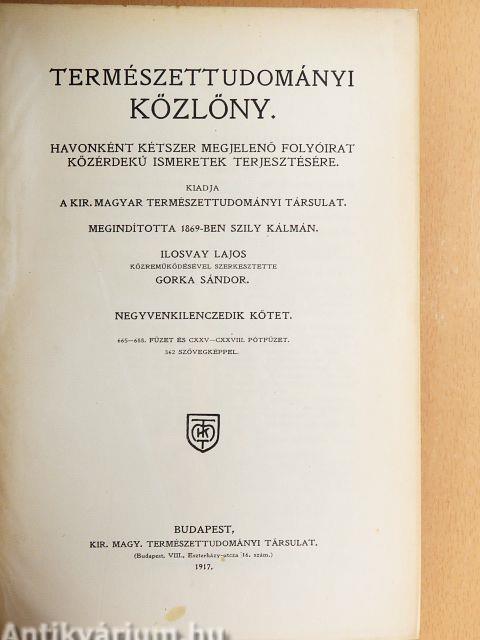 TERMÉSZETTUDOMÁNYI
KÖZLÖNY.
HAVONKÉNT KÉTSZER MEGJELENŐ FOLYÓIRAT
KÖZÉRDEKŰ ISMERETEK TERJESZTÉSÉRE.
KIADJA
A KIR. MAGYAR TERMÉSZETTUDOMÁNYI TÁRSULAT.
MEGINDÍTOTTA 1869-BEN SZILY KÁLMÁN.
ILOSVAY LAJOS
KÖZREMŰKÖDÉSÉVEL SZERKESZTETTE
GORKA SÁNDOR.
NEGYVENKILENCZEDIK KÖTET.
665—688. FÜZET ÉS CXXV—CXXVIII. PÓTFÜZET.
362 SZÖVEGKÉPPEL.
BUDAPEST,
KIR. MAGY. TERMÉSZETTUDOMÁNYI TÁRSULAT.
(Budapest, VIII., Eszterházy-utcza 16. szám.)
1917.
Antikvárium.hu